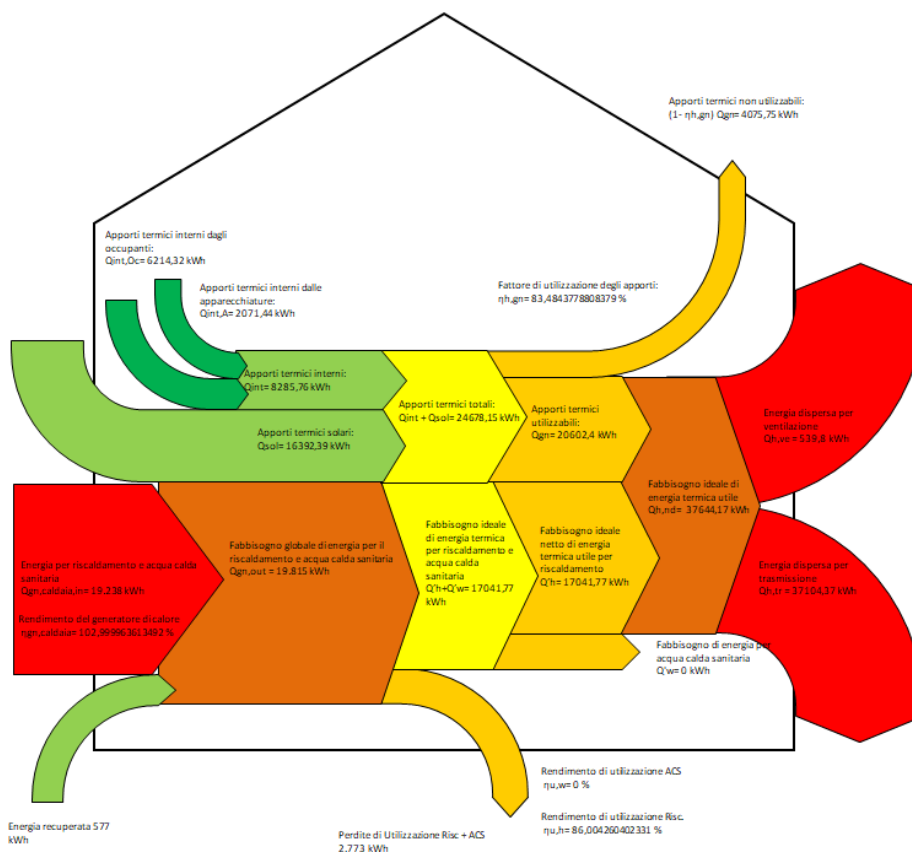 Apporti termici non utilizzabili:
(1- ηh,gn) Qgn= 4075,75 kWh
Apporti termici interni dagli
occupanti:
Qint,Oc= 6214,32 kWh
Apporti termici interni dalle
apparecchiature:
Qint,A= 2071,44 kWh
Fattore di utilizzazione degli apporti:
ηh,gn= 83,4843778808379 %
Apporti termici interni:
Qint= 8285,76 kWh
Apporti termici totali:
Qint + Qsol= 24678,15 kWh
Apporti termici
utilizzabili:
Qgn= 20602,4 kWh
Energia dispersa per
ventilazione
Qh,ve = 539,8 kWh
Apporti termici solari:
Qsol= 16392,39 kWh
Fabbisogno ideale di
energia termica utile
Qh,nd= 37644,17 kWh
Energia per riscaldamento e acqua calda
sanitaria
Qgn,caldaia,in= 19.238 kWh
Rendimento del generatore di calore
ηgn,caldaia= 102,999963613492 %
Fabbisogno globale di energia per il
riscaldamento e acqua calda sanitaria
Qgn,out = 19.815 kWh
Fabbisogno ideale
di energia termica
per riscaldamento e
acqua calda
sanitaria
Q'h+Q'w= 17041,77
kWh
Fabbisogno ideale
netto di energia
termica utile per
riscaldamento
Q'h= 17041,77 kWh
Energia dispersa per
trasmissione
Qh,tr= 37104,37 kWh
Fabbisogno di energia per
acqua calda sanitaria
Q'w= 0 kWh
Energia recuperata 577
kWh
Perdite di Utilizzazione Risc + ACS
2.773 kWh
Rendimento di utilizzazione ACS
ηu,w= 0 %
Rendimento di utilizzazione Risc.
ηu,h= 86,004260402331 %